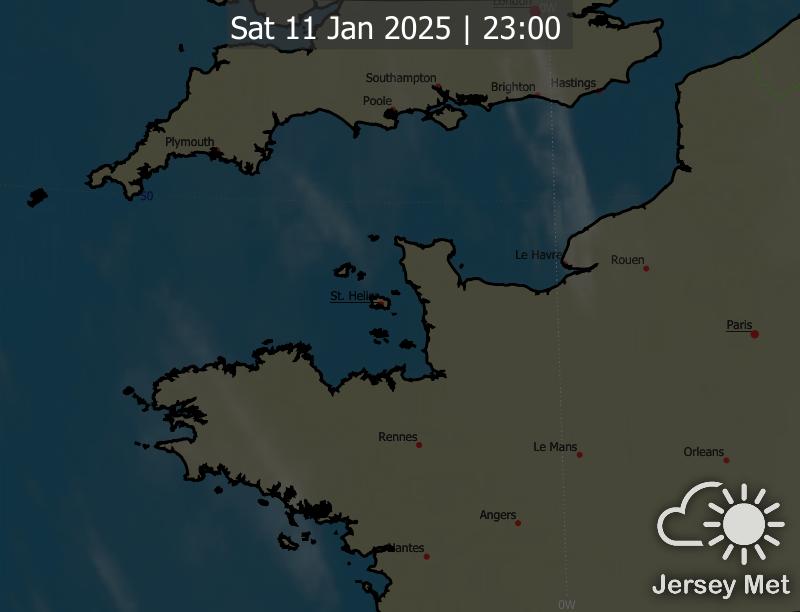 London
0W
Sat 11 Jan 2025 | 23:00
Southampton
Brighton
Hastings
Poole
Plymouth
50
Le Havre
Rouen
St. Helier
Paris
Rennes
Le Mans
Orleans
Angers
Nantes
Jersey Met
0W